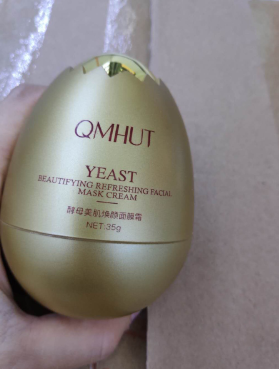 QMHUT
YEAST
BEAUTIFYING REFRESHING FACIAL
MASK CREAM
酵母美肌焕颜面膜霜
NET:35g